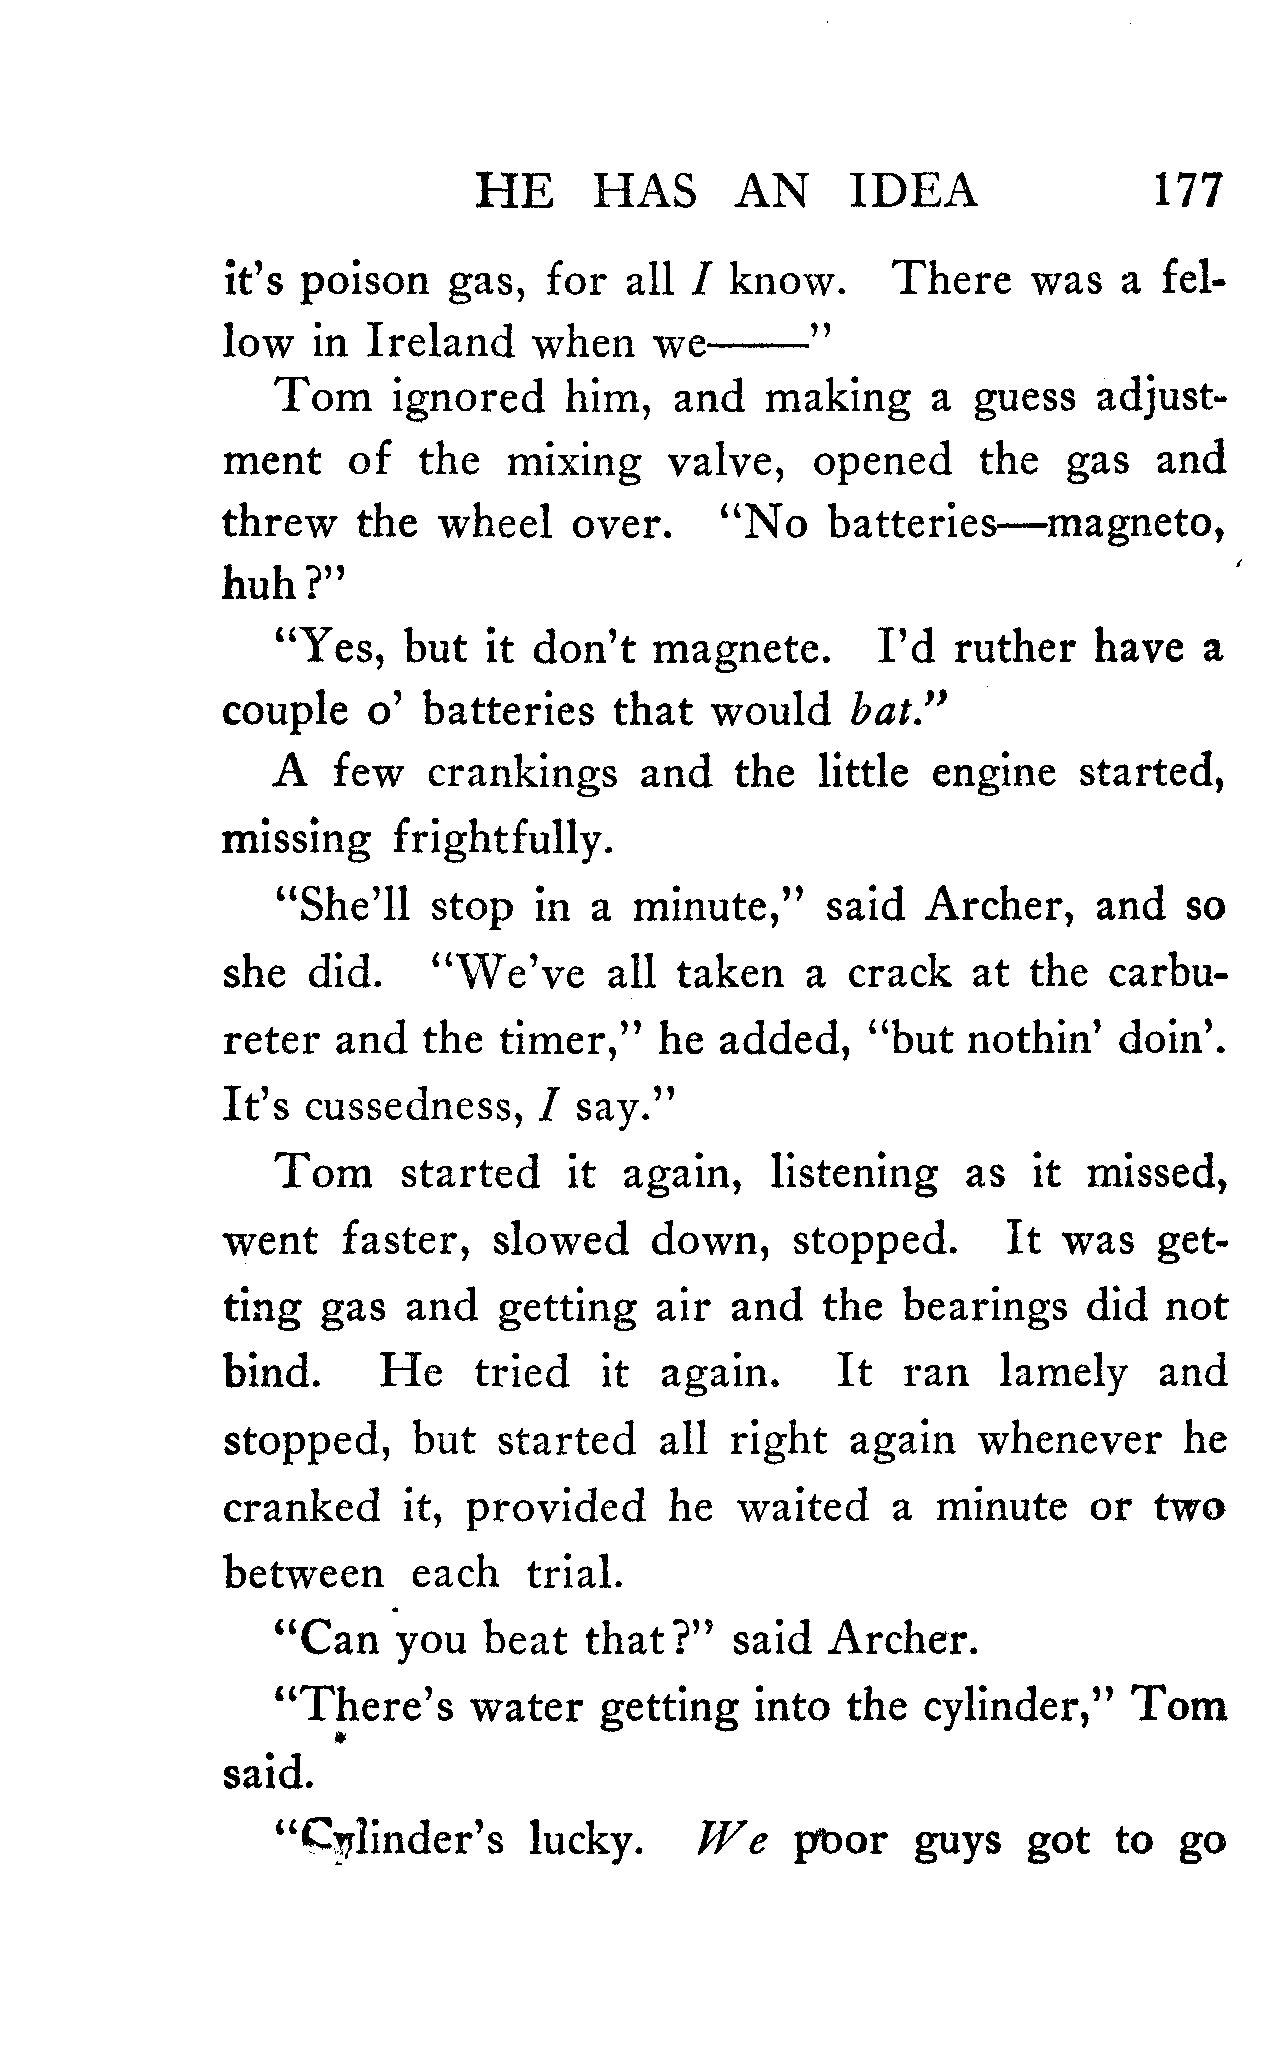 HE HAS AN IDEA 177
it's poison gas, for all I know. There was a fel-
low in Ireland when we——"
Tom ignored him, and making a guess adjust-
ment of the mixing valve, opened the gas and
threw the wheel over. "No batteries—magneto,
huh?"
"Yes, but it don't magnete. I'd ruther have a
couple o' batteries that would bat."
A few crankings and the little engine started,
missing frightfully.
"She'll stop in a minute," said Archer, and so
she did. "We've all taken a crack at the carbu-
reter and the timer," he added, "but nothin' doin'.
It's cussedness, I say."
Tom started it again, listening as it missed,
went faster, slowed down, stopped. It was get-
ting gas and getting air and the bearings did not
bind. He tried it again. It ran lamely and
stopped, but started all right again whenever he
cranked it, provided he waited a minute or two
between each trial.
"Can you beat that?" said Archer.
"There's water getting into the cylinder," Tom
said.
"Cylinder's lucky. We poor guys got to go